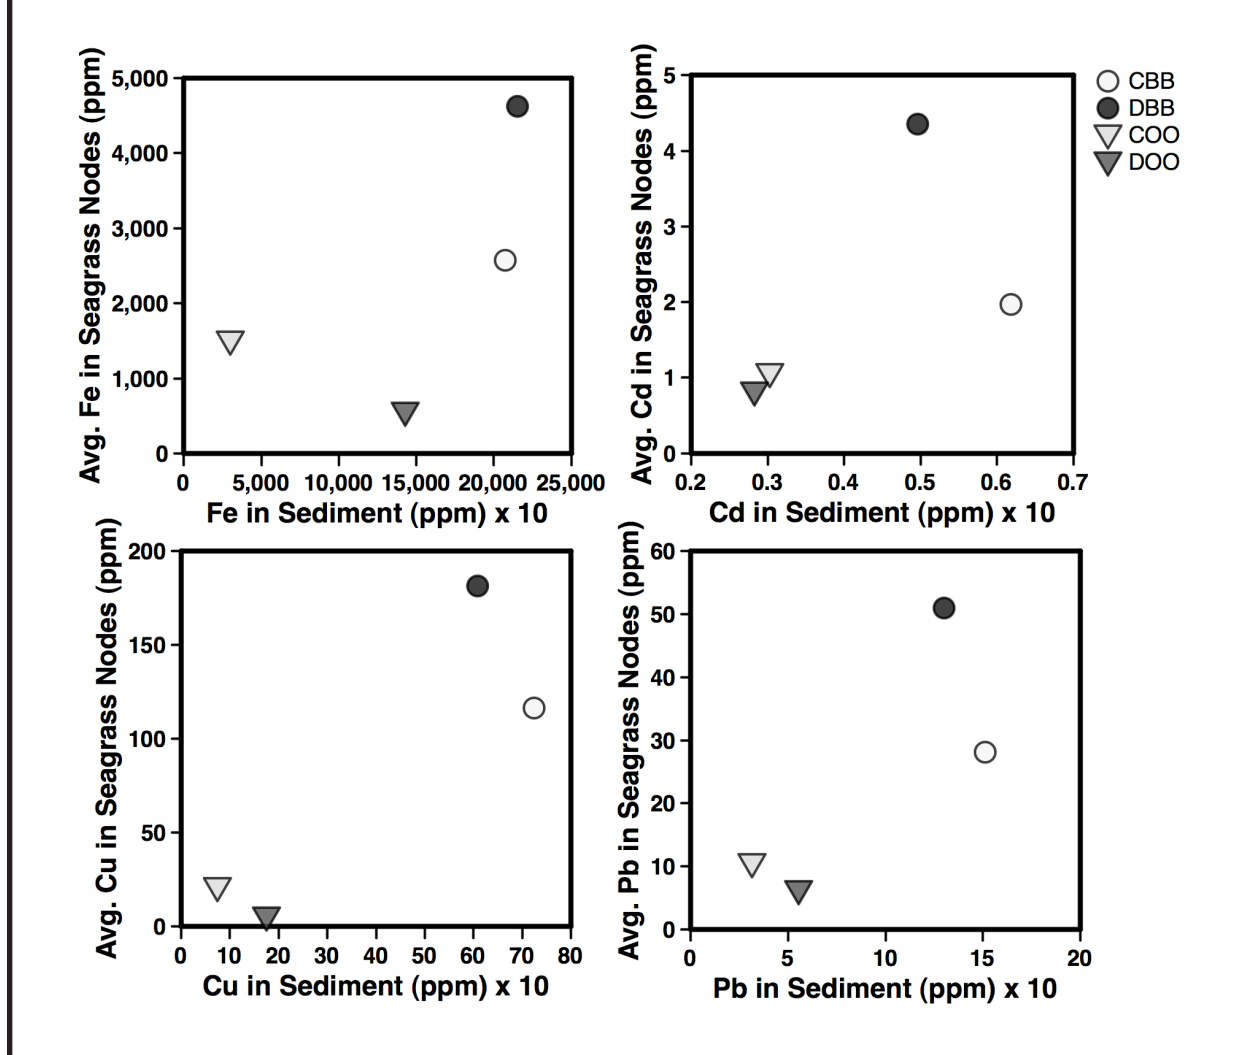 Avg. Fe in Seagrass Nodes (ppm)
5,000
4,000
3,000
2,000
1,000
0
0 5,000 10,000 15,000 20,000 25,000
Fe in Sediment (ppm) x 10
Avg. Cd in Seagrass Nodes (ppm)
5
4
3
2
1
0
0.2 0.3 0.4 0.5 0.6 0.7
Cd in Sediment (ppm) x 10
CBB
DBB
COO
DOO
Avg. Cu in Seagrass Nodes (ppm)
200
150
100
50
0
0 10 20 30 40 50 60 70 80
Cu in Sediment (ppm) x 10
Avg. Pb in Seagrass Nodes (ppm)
60
50
40
30
20
10
0
0 5 10 15 20
Pb in Sediment (ppm) x 10